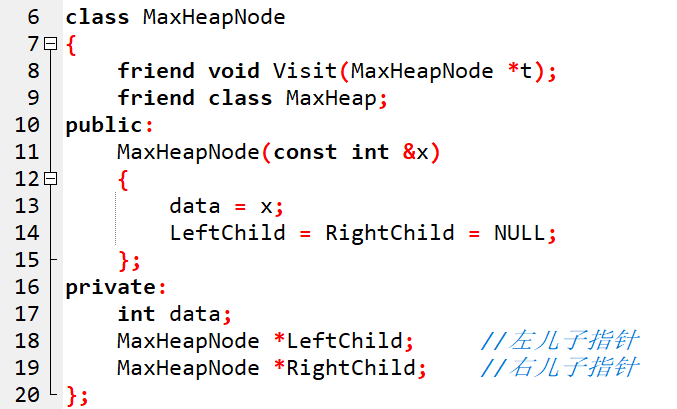 6 class MaxHeapNode
7 {
8 friend void Visit(MaxHeapNode *t);
9 friend class MaxHeap;
10 public:
11 MaxHeapNode(const int &x)
12 {
13 data = x;
14 LeftChild = RightChild = NULL;
15 };
16 private:
17 int data;
18 MaxHeapNode *LeftChild; //左儿子指针
19 MaxHeapNode *RightChild; //右儿子指针
20 };